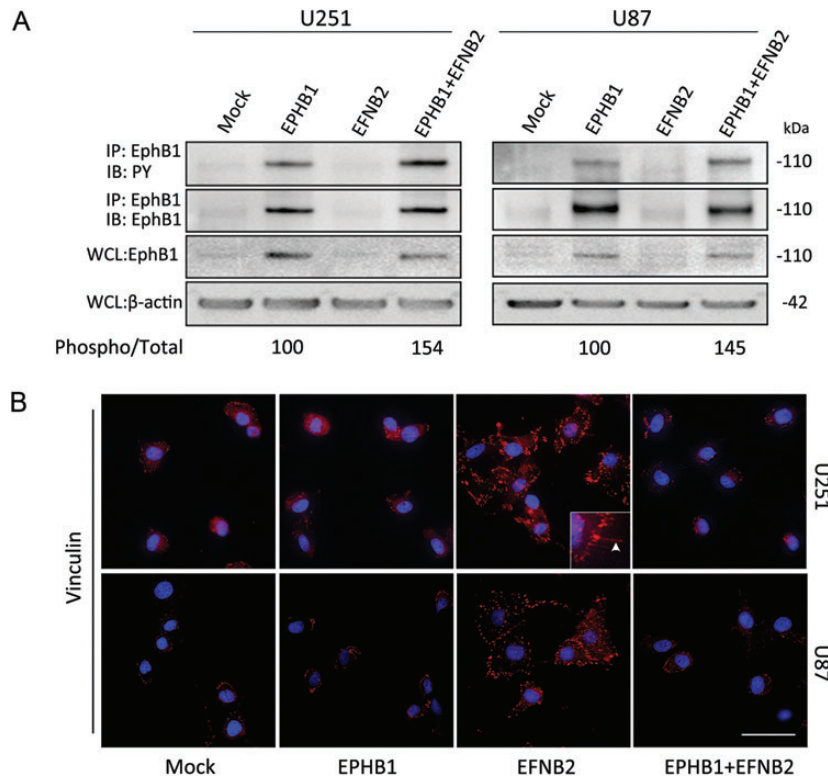 A
U251
U87
Mock
EPHB1
EFNB2
EPHB1+EFNB2
Mock
EPHB1
EFNB2
EPHB1+EFNB2
kDa
IP: EphB1
IB: PY
-110
IP: EphB1
IB: EphB1
-110
WCL:EphB1
-110
WCL:β-actin
-42
Phospho/Total 100 154 100 145
B
Vinculin
U251
U87
Mock EPHB1 EFNB2 EPHB1+EFNB2